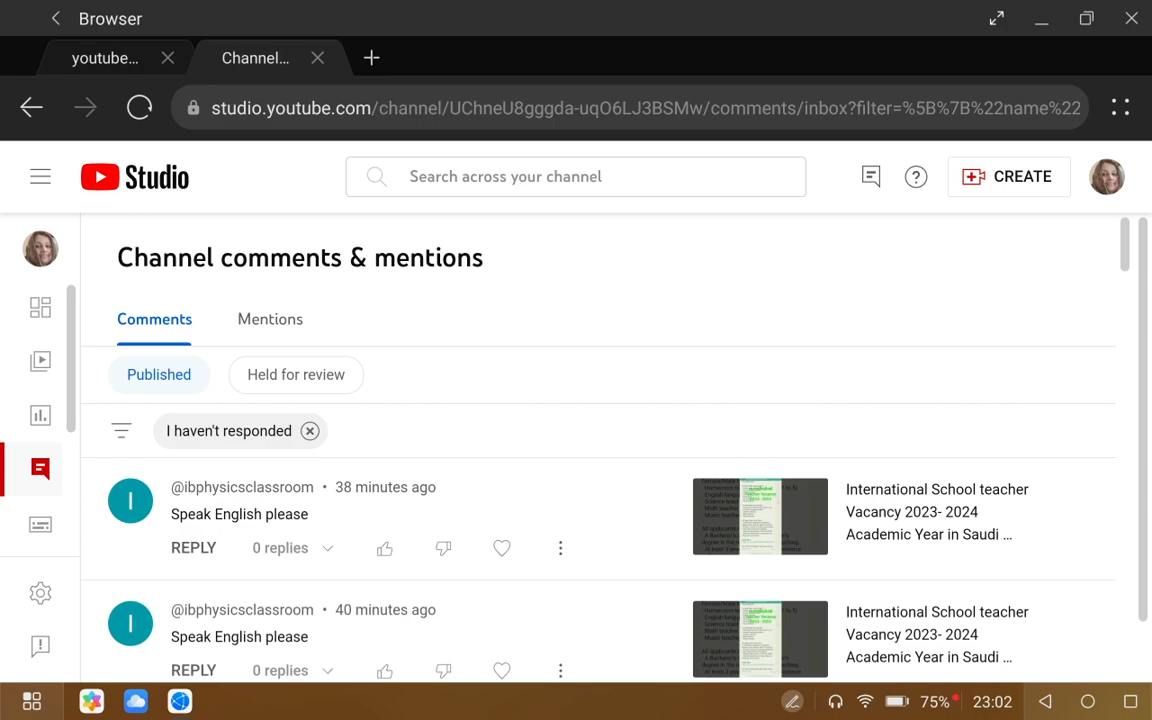 Browser
youtube...
Channel...
studio.youtube.com/channel/UChneU8gggda-uqO6LJ3BSMw/comments/inbox?filter=%5B%7B%22name%22
Studio
Search across your channel
CREATE
Channel comments & mentions
Comments
Mentions
Published
Held for review
I haven't responded
@ibphysicsclassroom • 38 minutes ago
Speak English please
REPLY
0 replies
International School teacher
Vacancy 2023- 2024
Academic Year in Saudi ...
@ibphysicsclassroom • 40 minutes ago
Speak English please
REPLY
0 replies
International School teacher
Vacancy 2023- 2024
Academic Year in Saudi ...
75%
23:02